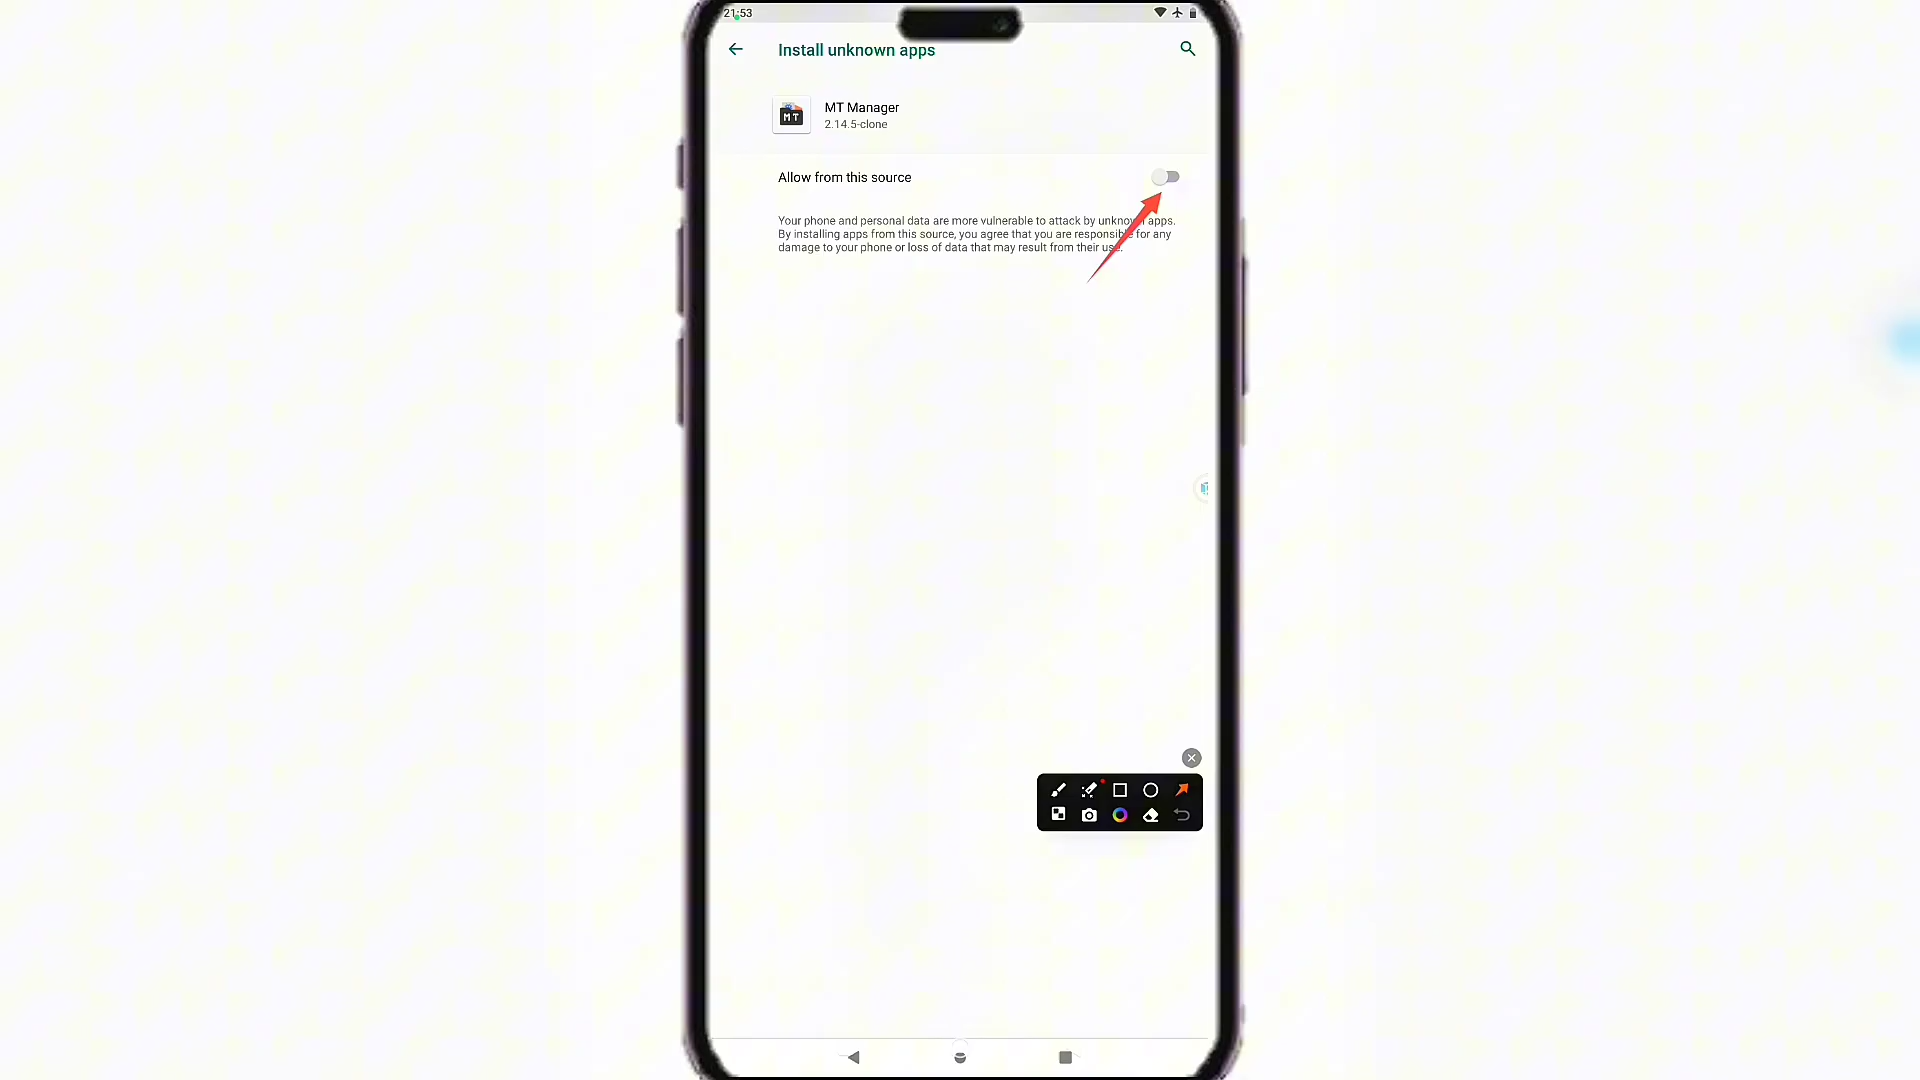 21:53
Install unknown apps
MT
MT Manager
2.14.5-clone
Allow from this source
Your phone and personal data are more vulnerable to attack by unknown apps.
By installing apps from this source, you agree that you are responsible for any
damage to your phone or loss of data that may result from their use.